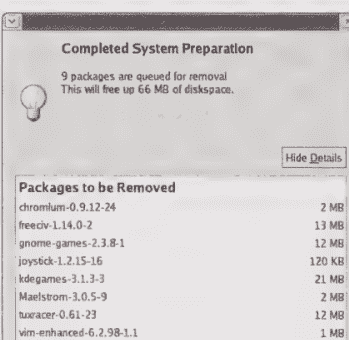 Completed System Preparation
9 packages are queued for removal
This will free up 66 MB of diskspace.
Hide Details
Packages to be Removed
chromium-0.9.12-24 2 MB
freeciv-1.14.0-2 13 MB
gnome-games-2.3.8-1 12 MB
joystick-1.2.15-16 120 KB
kdegames-3.1.3-3 21 MB
Maelstrom-3.0.5-9 2 MB
tuxracer-0.61-23 12 MB
vim-enhanced-6.2.98-1.1 1 MB